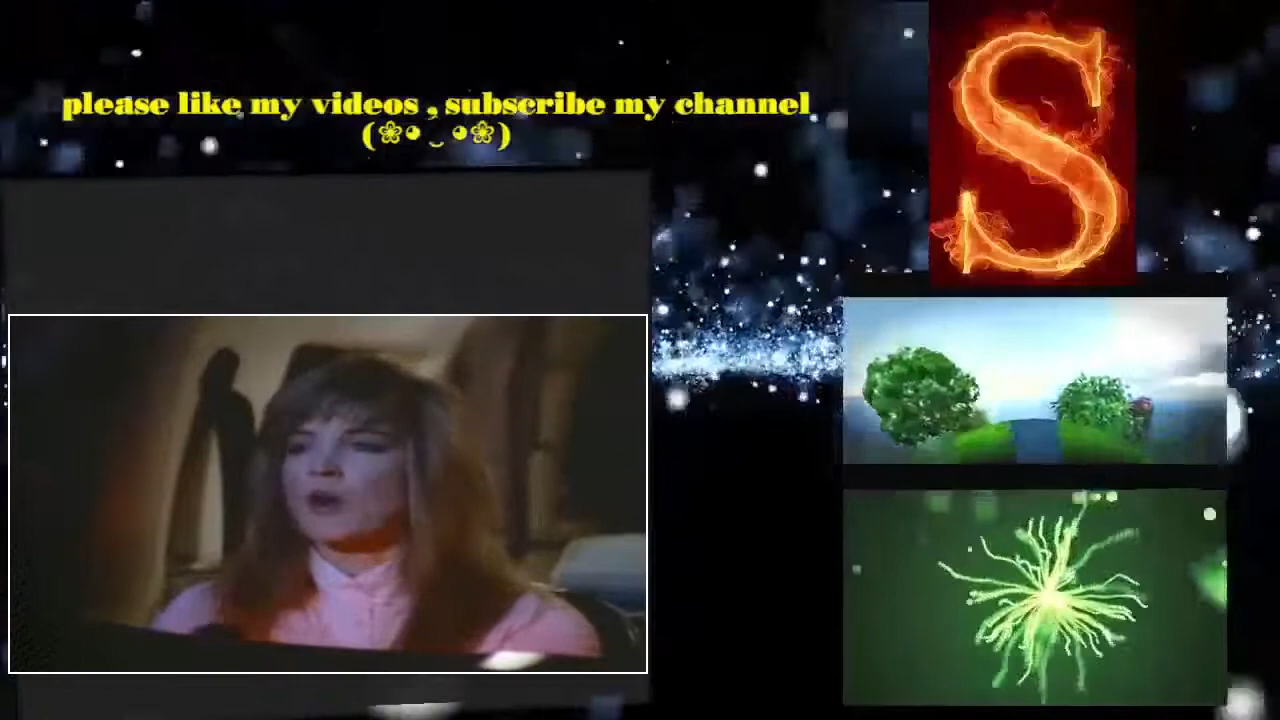 please like my videos , subscribe my channel
(❀◕ ‿ ◕❀)
S